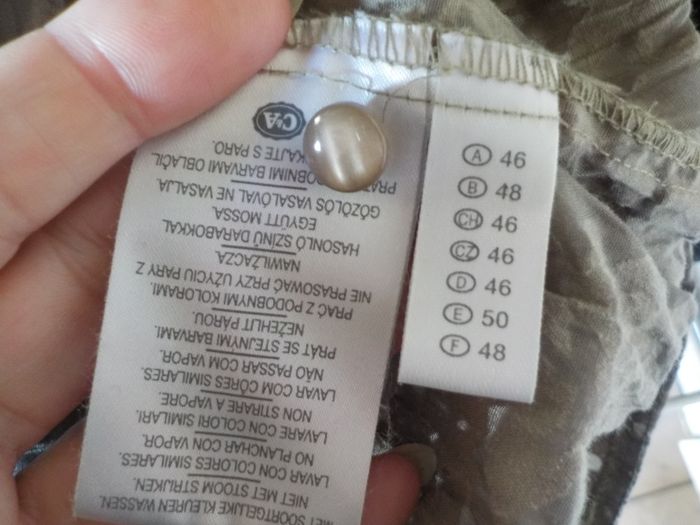 SOORTGELIJKE KLEUREN WASSEN.
NIET MET STOOM STRIJKEN.
LAVAR CON COLORES SIMILARES.
NO PLANCHAR CON VAPOR.
LAVARE CON COLORI SIMILARI.
NON STIRARE A VAPORE.
LAVAR COM CÔRES SIMILARES.
NÃO PASSAR COM VAPOR.
PRÁT SE STEJNÝMI BARVAMI.
NEŽEHLIT PÁROU.
PRAĆ Z PODOBNYMI KOLORAMI.
NIE PRASOWAĆ PRZY UŻYCIU PARY Z
NAWILŻACZA.
HASONLÓ SZÍNŰ DARABOKKAL
EGYÜTT MOSSA.
GŐZÖLŐS VASALÓVAL NE VASALJA.
BARVAMI OBLAČIL.
S PARO.
C&A
A 46
B 48
CH 46
CZ 46
D 46
E 50
F 48